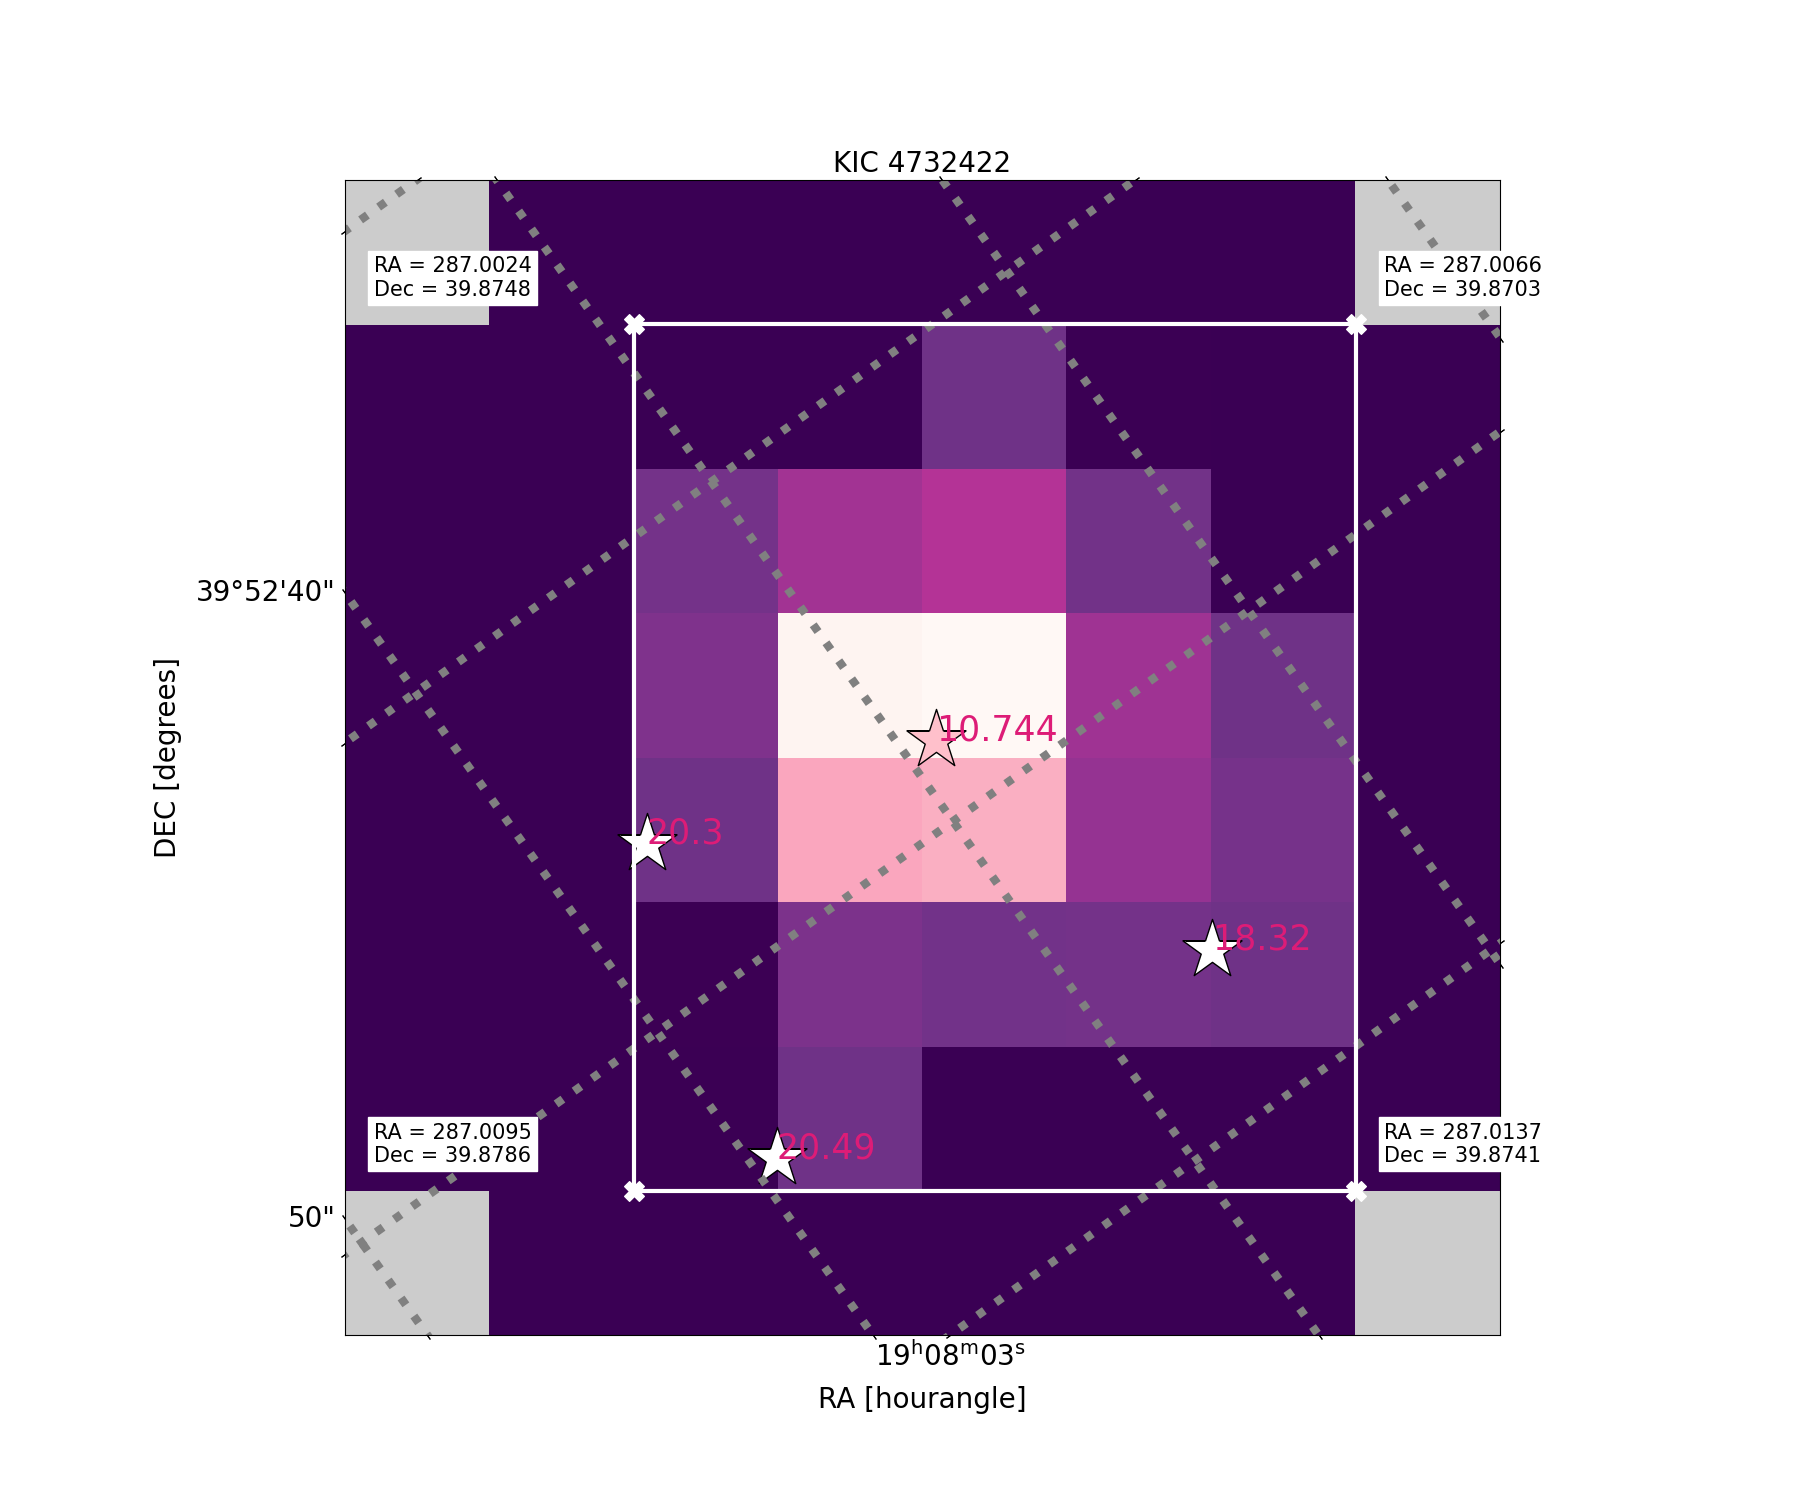 KIC 4732422
RA = 287.0024
Dec = 39.8748
RA = 287.0066
Dec = 39.8703
39°52'40"
DEC [degrees]
10.744
20.3
18.32
20.49
RA = 287.0095
Dec = 39.8786
RA = 287.0137
Dec = 39.8741
50"
19h08m03s
RA [hourangle]